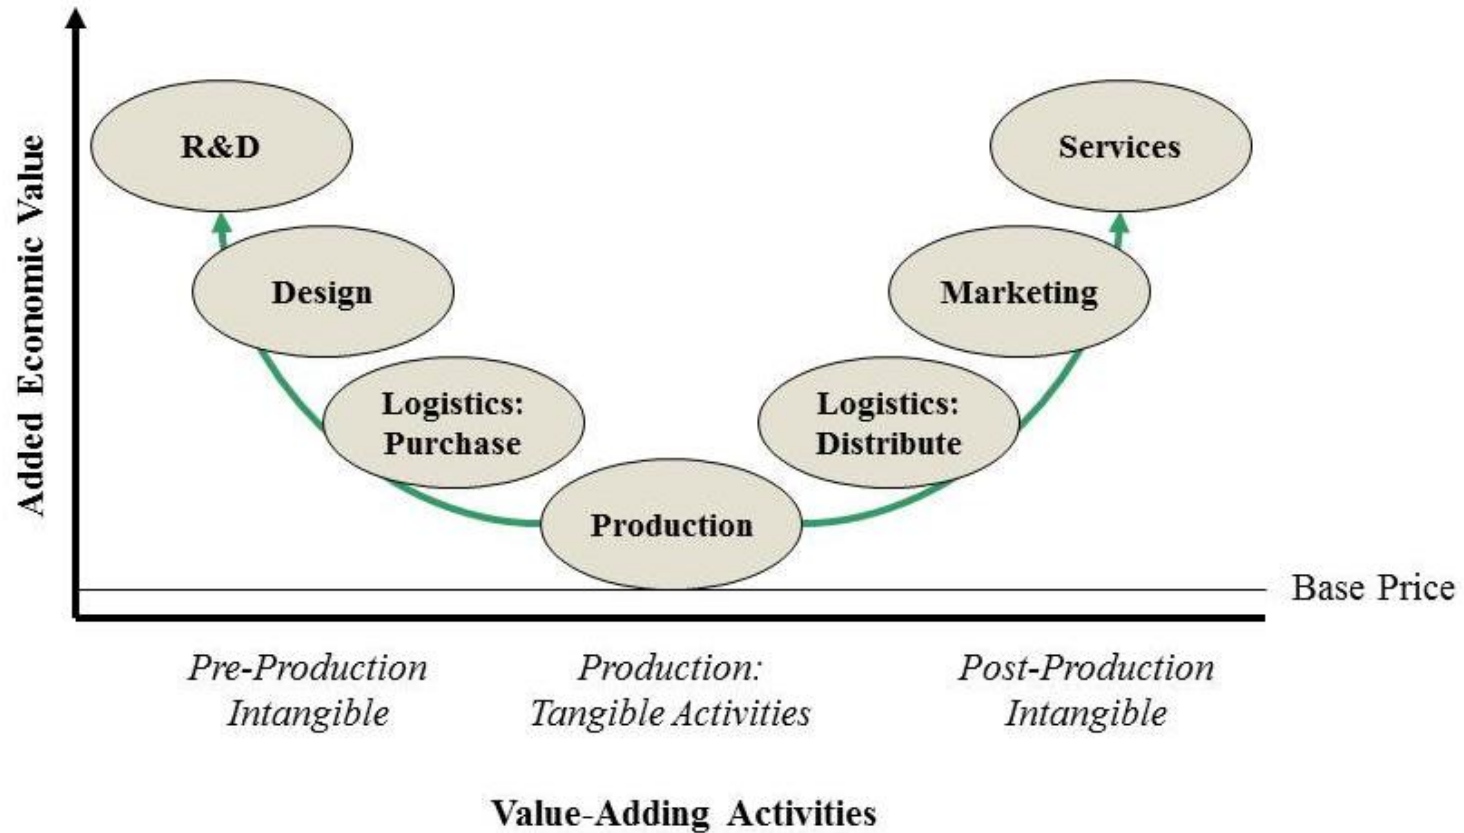 Added Economic Value
R&D
Services
Design
Marketing
Logistics:
Purchase
Logistics:
Distribute
Production
Base Price
Pre-Production
Intangible
Production:
Tangible Activities
Post-Production
Intangible
Value-Adding Activities